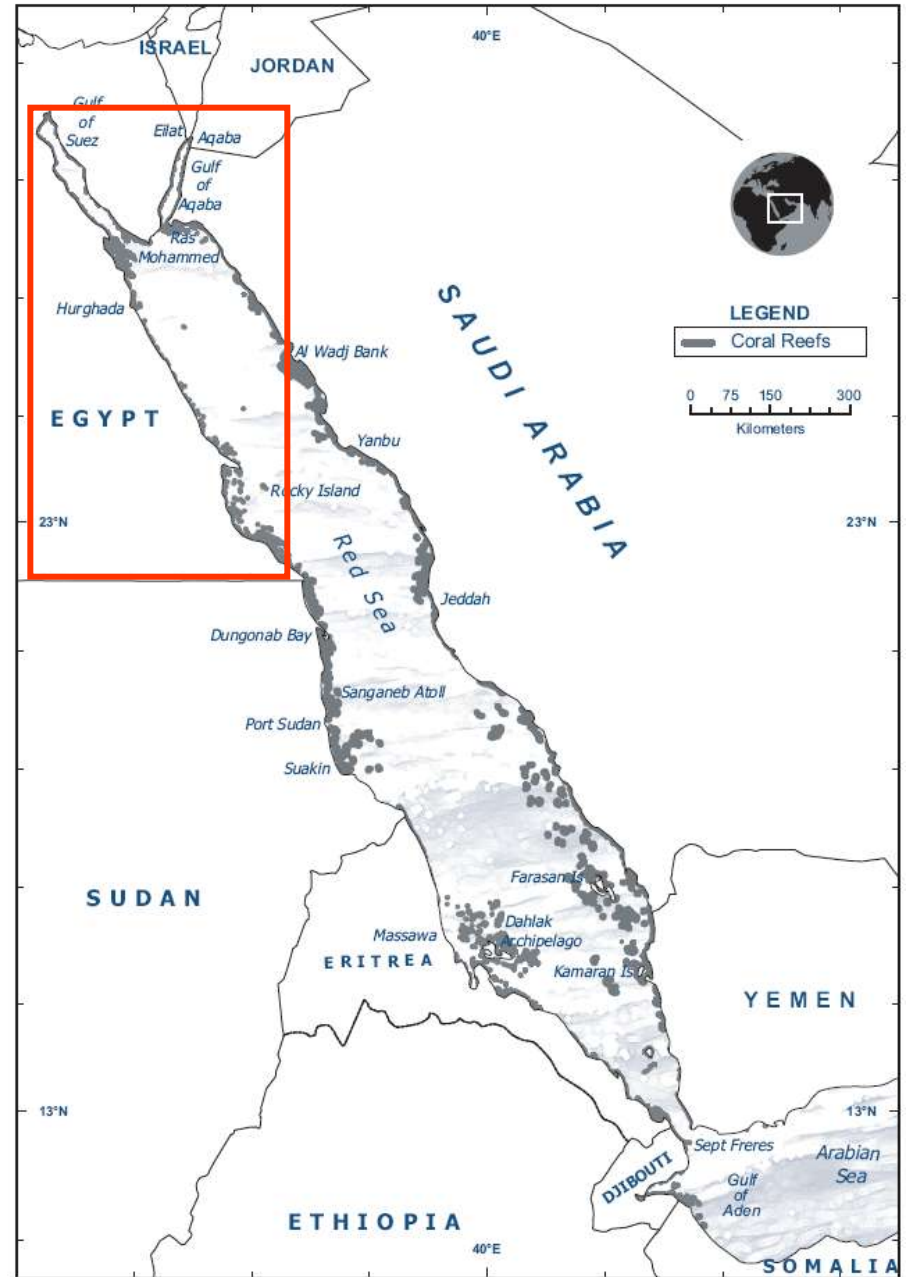 40°E
ISRAEL
JORDAN
Gulf
of
Suez
Eilat
Aqaba
Gulf
of
Aqaba
Ras
Mohammed
Hurghada
SAUDI ARABIA
LEGEND
Coral Reefs
0 75 150 300
Kilometers
Al Wadj Bank
EGYPT
Yanbu
Rocky Island
23°N
23°N
Red Sea
Jeddah
Dungonab Bay
Sanganeb Atoll
Port Sudan
Suakin
Farasan Is
SUDAN
Dahlak
Archipelago
Massawa
ERITREA
Kamaran Is
YEMEN
13°N
13°N
Sept Freres
Arabian
Sea
DJIBOUTI
Gulf
of
Aden
ETHIOPIA
40°E
SOMALIA